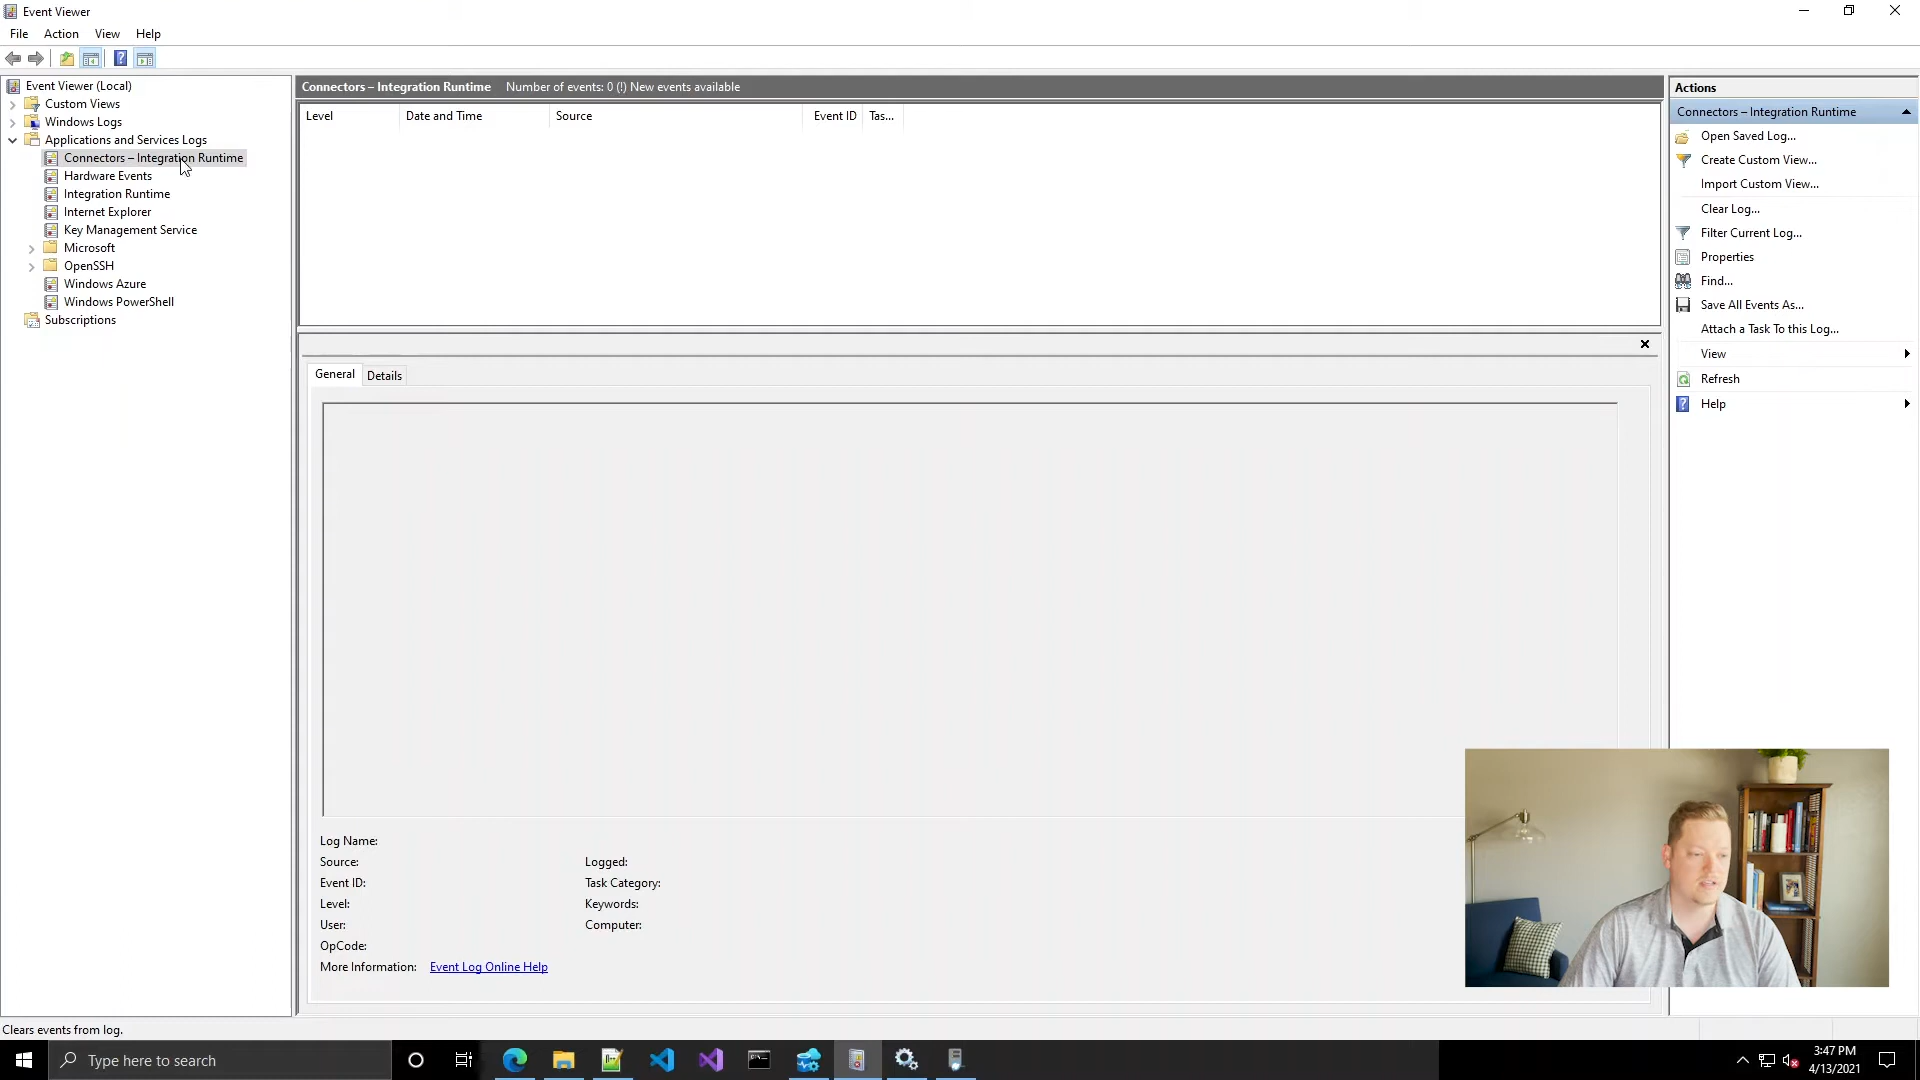 Event Viewer
File Action View Help
Event Viewer (Local)
Custom Views
Windows Logs
Applications and Services Logs
Connectors – Integration Runtime
Hardware Events
Integration Runtime
Internet Explorer
Key Management Service
Microsoft
OpenSSH
Windows Azure
Windows PowerShell
Subscriptions
Connectors – Integration Runtime Number of events: 0 (!) New events available
Level Date and Time Source Event ID Tas...
General Details
Log Name:
Source: Logged:
Event ID: Task Category:
Level: Keywords:
User: Computer:
OpCode:
More Information: Event Log Online Help
Actions
Connectors – Integration Runtime
Open Saved Log...
Create Custom View...
Import Custom View...
Clear Log...
Filter Current Log...
Properties
Find...
Save All Events As...
Attach a Task To this Log...
View
Refresh
Help
Clears events from log.
Type here to search
3:47 PM
4/13/2021